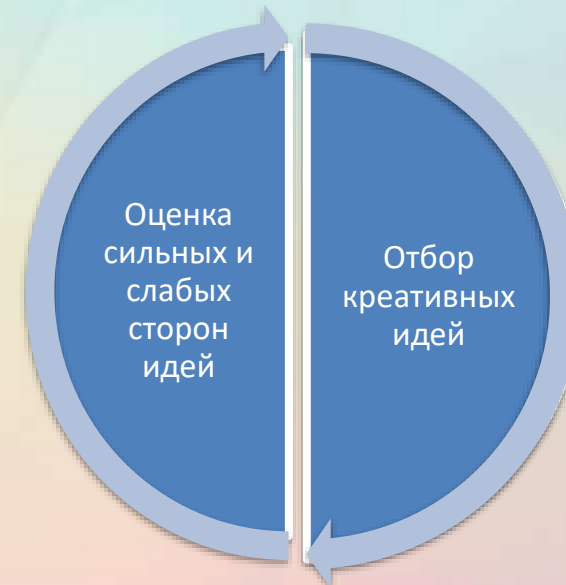 Оценка
сильных и
слабых
сторон
идей
Отбор
креативных
идей